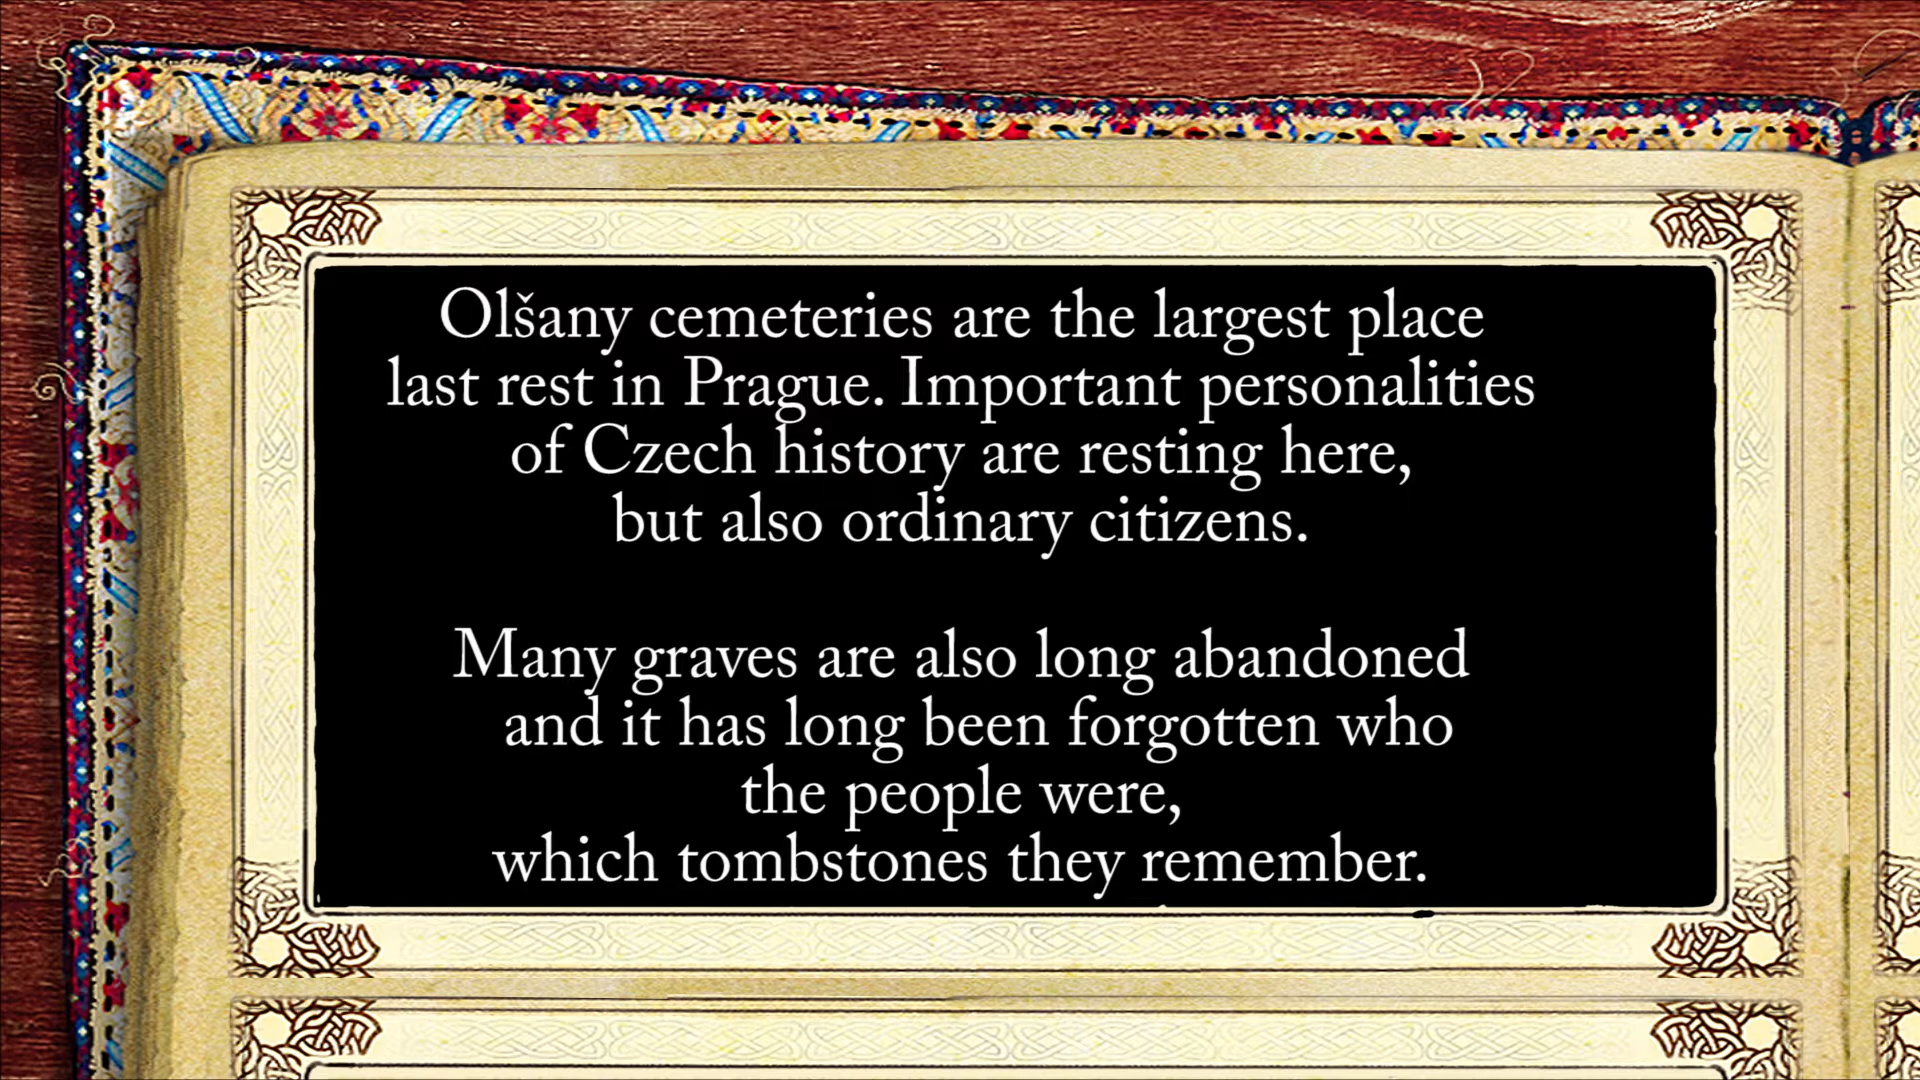 Olšany cemeteries are the largest place
last rest in Prague. Important personalities
of Czech history are resting here,
but also ordinary citizens.
Many graves are also long abandoned
and it has long been forgotten who
the people were,
which tombstones they remember.